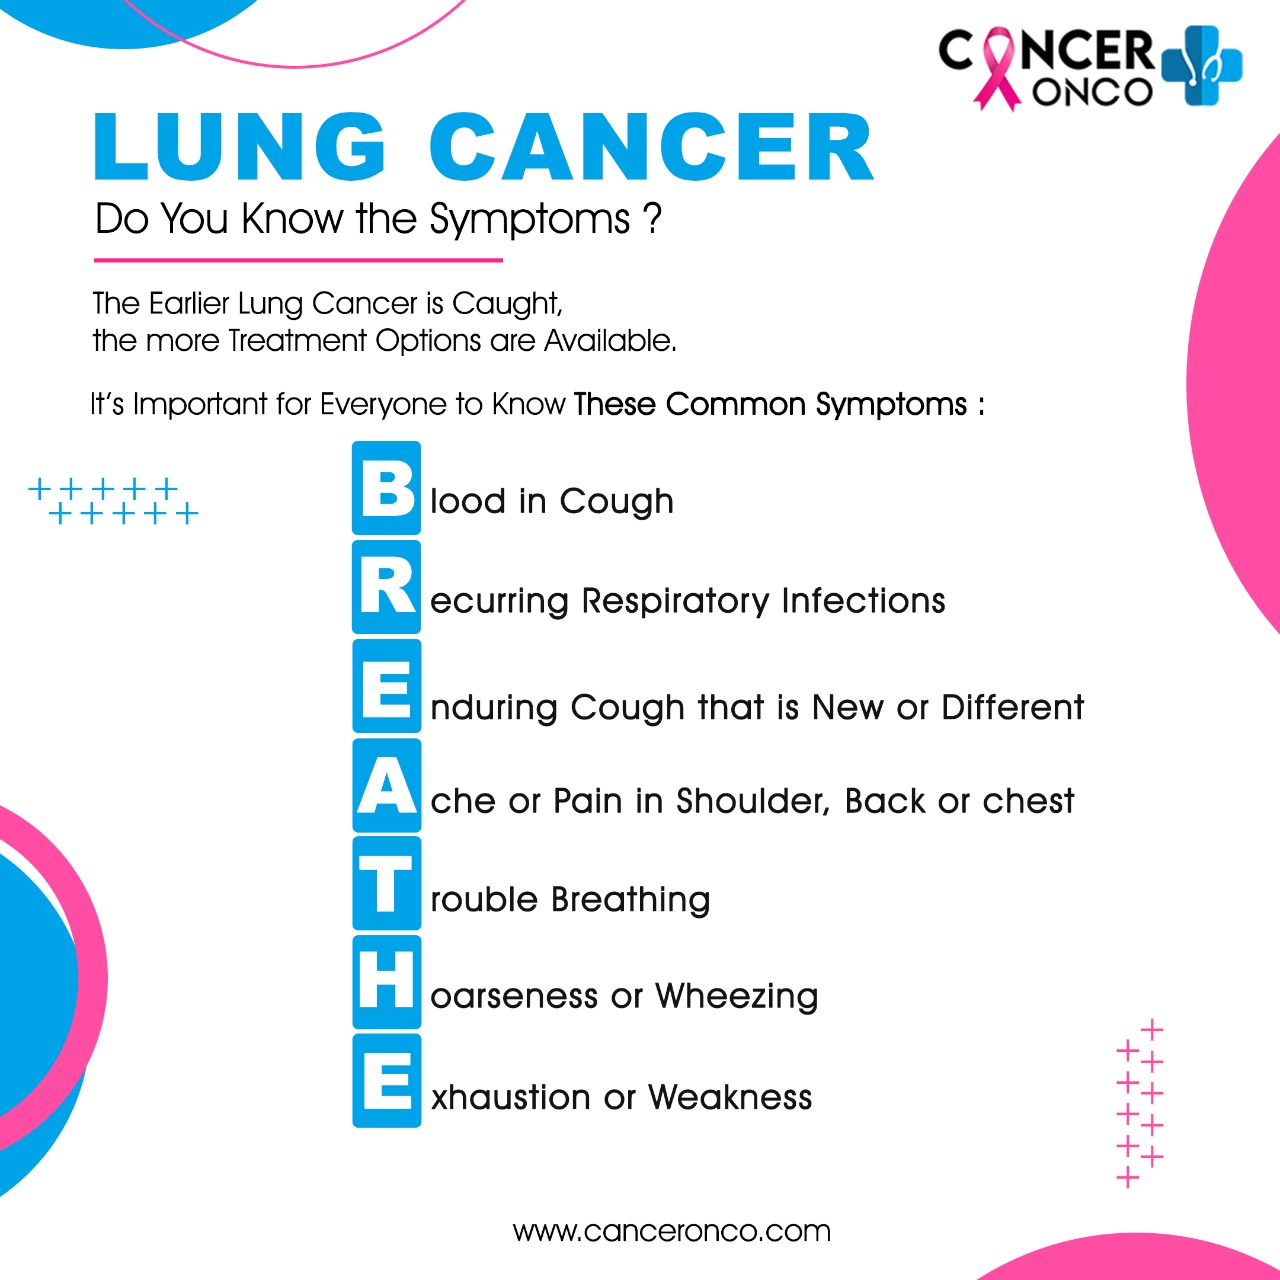 CANCER
ONCO
LUNG CANCER
Do You Know the Symptoms ?
The Earlier Lung Cancer is Caught,
the more Treatment Options are Available.
It's Important for Everyone to Know These Common Symptoms :
Blood in Cough
Recurring Respiratory Infections
Enduring Cough that is New or Different
Ache or Pain in Shoulder, Back or chest
Trouble Breathing
Hoarseness or Wheezing
Exhaustion or Weakness
www.canceronco.com